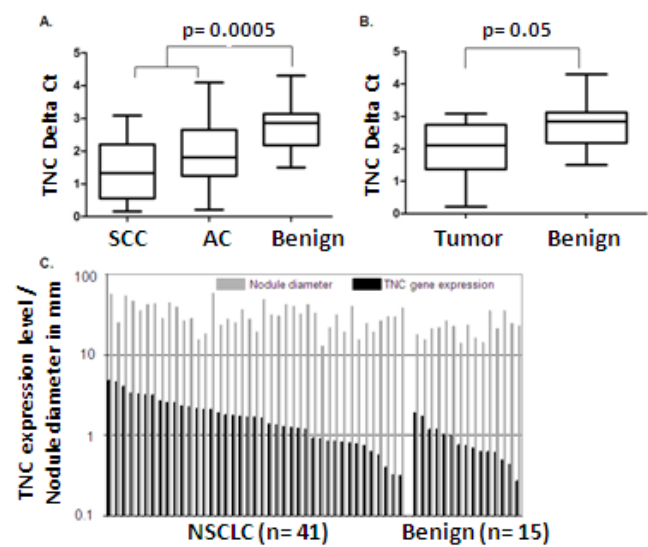 A.
p= 0.0005
TNC Delta Ct
5
4
3
2
1
0
SCC
AC
Benign
B.
p= 0.05
TNC Delta Ct
5
4
3
2
1
0
Tumor
Benign
C.
TNC expression level /
Nodule diameter in mm
100
10
1
0.1
Nodule diameter
TNC gene expression
NSCLC (n= 41)
Benign (n= 15)